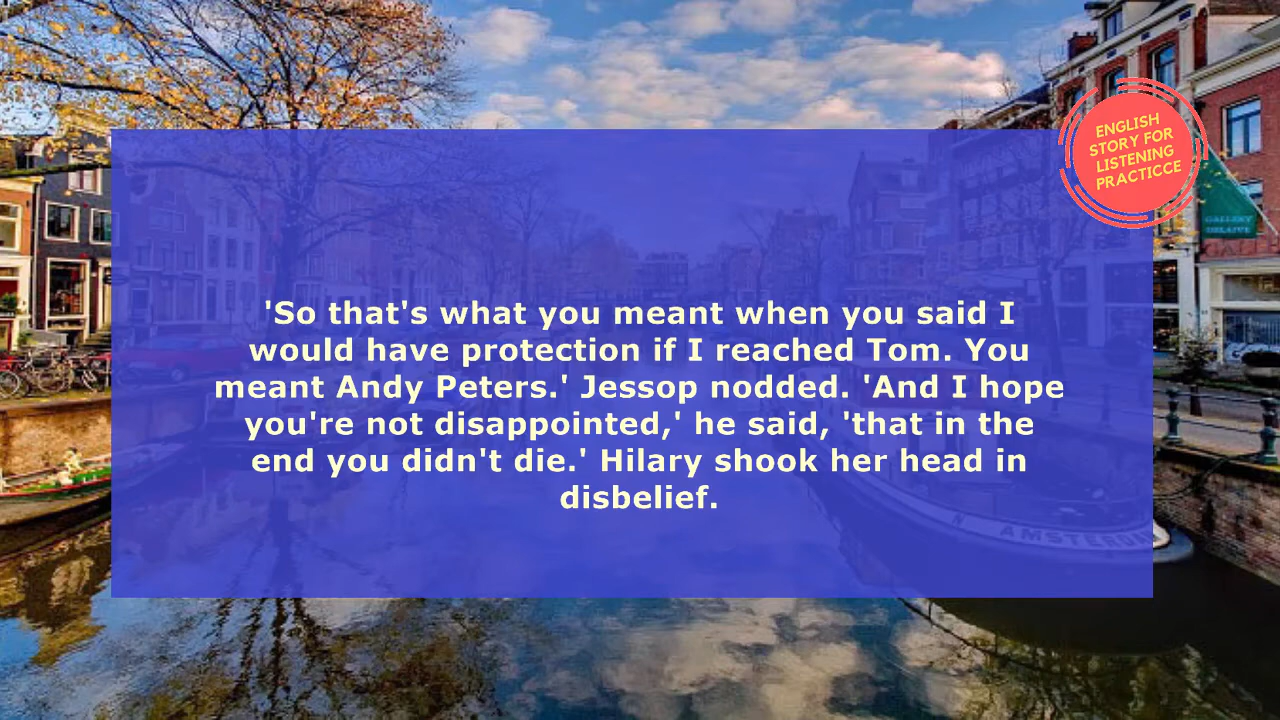 ENGLISH
STORY FOR
LISTENING
PRACTICCE
'So that's what you meant when you said I
would have protection if I reached Tom. You
meant Andy Peters.' Jessop nodded. 'And I hope
you're not disappointed,' he said, 'that in the
end you didn't die.' Hilary shook her head in
disbelief.
GALLERY
AMSTERDAM